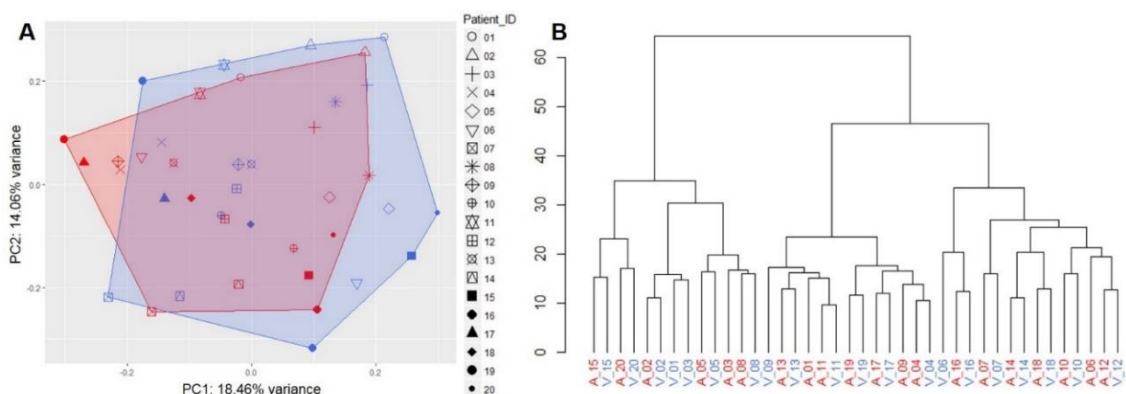 A
0.2
0.0
-0.2
PC2: 14.06% variance
-0.2
0.0
0.2
PC1: 18.46% variance
Patient_ID
01
02
03
04
05
06
07
08
09
10
11
12
13
14
15
16
17
18
19
20
B
60
50
40
30
20
10
0
A_15
V_15
A_20
V_20
A_02
V_02
V_01
V_03
A_05
V_05
A_03
A_08
V_08
V_09
A_13
V_13
A_01
A_11
V_11
A_19
V_19
A_17
V_17
A_09
A_04
V_04
V_06
A_16
V_16
A_07
V_07
A_14
V_14
A_18
V_18
A_10
V_10
A_06
A_12
V_12